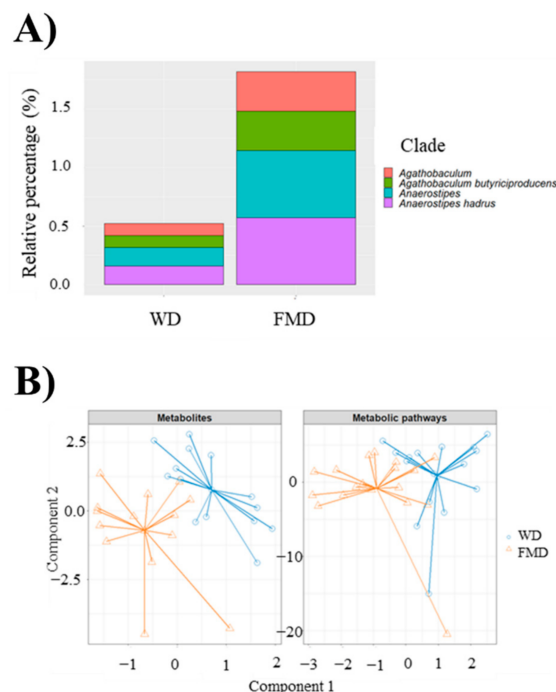 A)
Relative percentage (%)
1.5
1.0
0.5
0.0
WD
FMD
Clade
Agathobaculum
Agathobaculum butyriciproducens
Anaerostipes
Anaerostipes hadrus
B)
Metabolites
Metabolic pathways
Component 2
2.5
0.0
−2.5
0
−10
−20
WD
FMD
−1
0
1
2
−3
−2
−1
0
1
2
Component 1